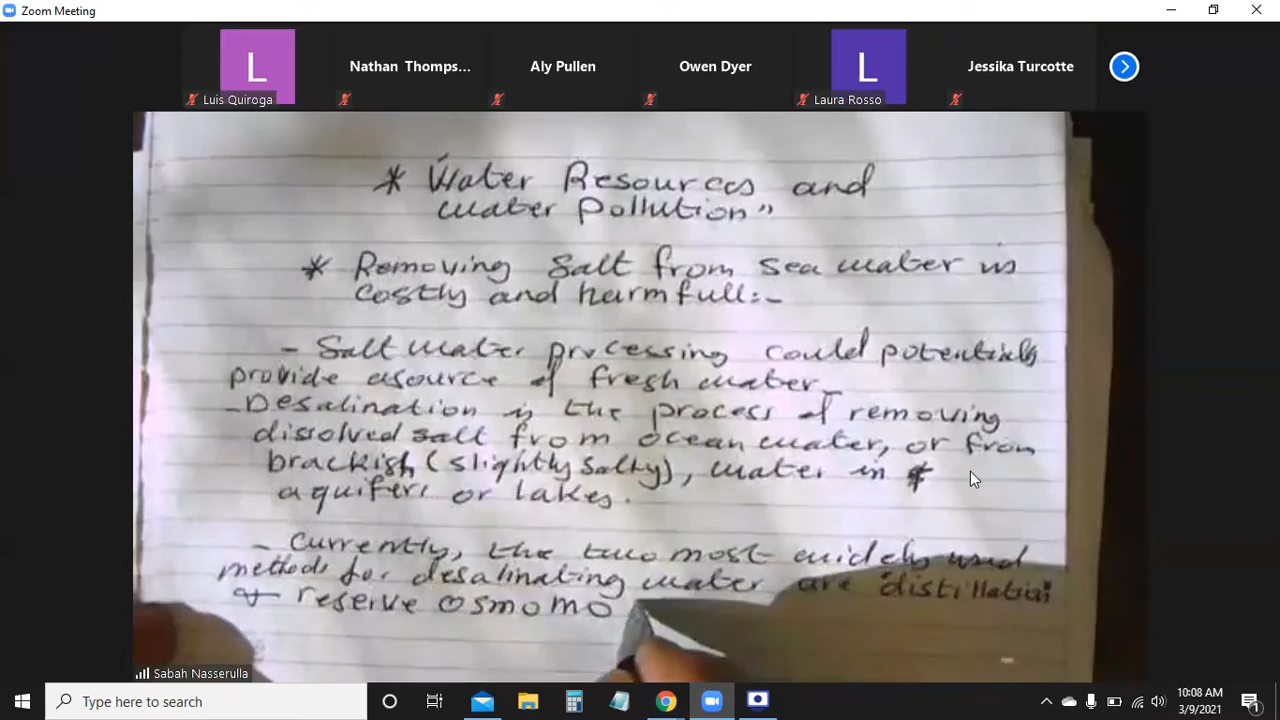 Zoom Meeting
L
Nathan Thomps...
Aly Pullen
Owen Dyer
L
Jessika Turcotte
Luis Quiroga
Laura Rosso
* Water Resources and
water Pollution"
* Removing Salt from sea water is
costly and harmfull:-
- Salt water processing could potentially
provide a source of fresh water-
- Desalination is the process of removing
dissolved salt from ocean water, or from
brackish (slightly salty), water in
aquifers or lakes.
- Currently, the two most widely used
methods for desalinating water are "distillation"
& reserve osmomo
Sabah Nasserulla
Type here to search
10:08 AM
3/9/2021
1